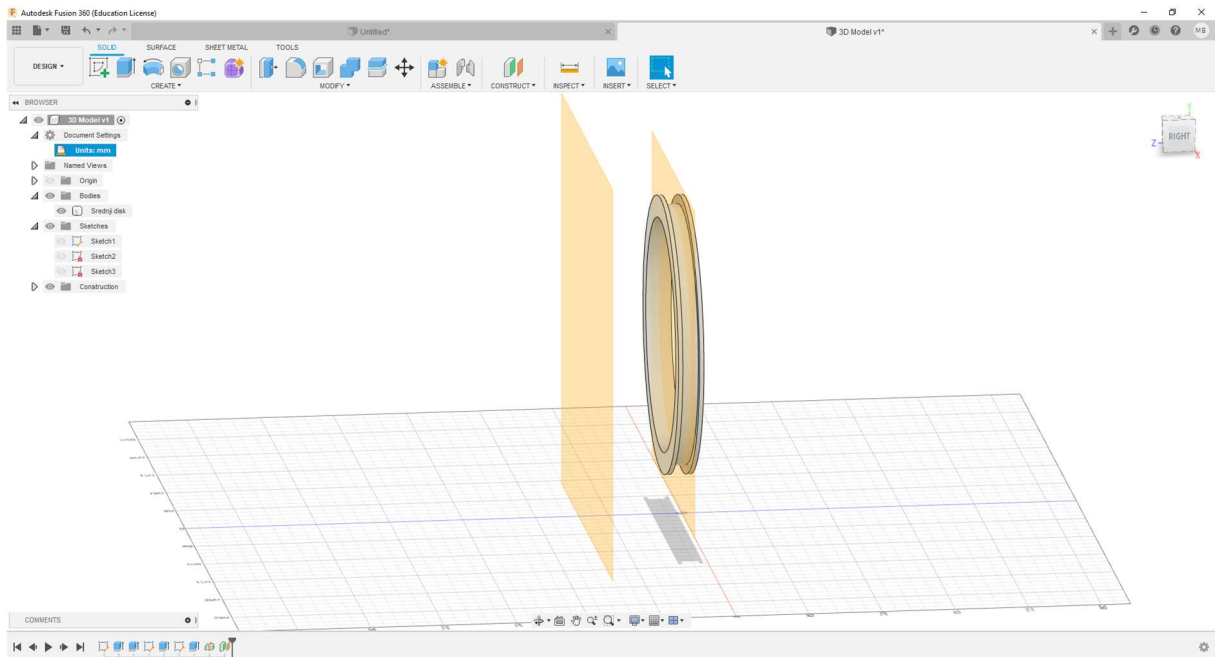 Autodesk Fusion 360 (Education License)
Untitled*
3D Model v1*
MB
SOLID SURFACE SHEET METAL TOOLS
DESIGN
CREATE MODIFY ASSEMBLE CONSTRUCT INSPECT INSERT SELECT
BROWSER
3D Model v1
Document Settings
Units: mm
Named Views
Origin
Bodies
Srednji disk
Sketches
Sketch1
Sketch2
Sketch3
Construction
Y
RIGHT
Z
X
COMMENTS